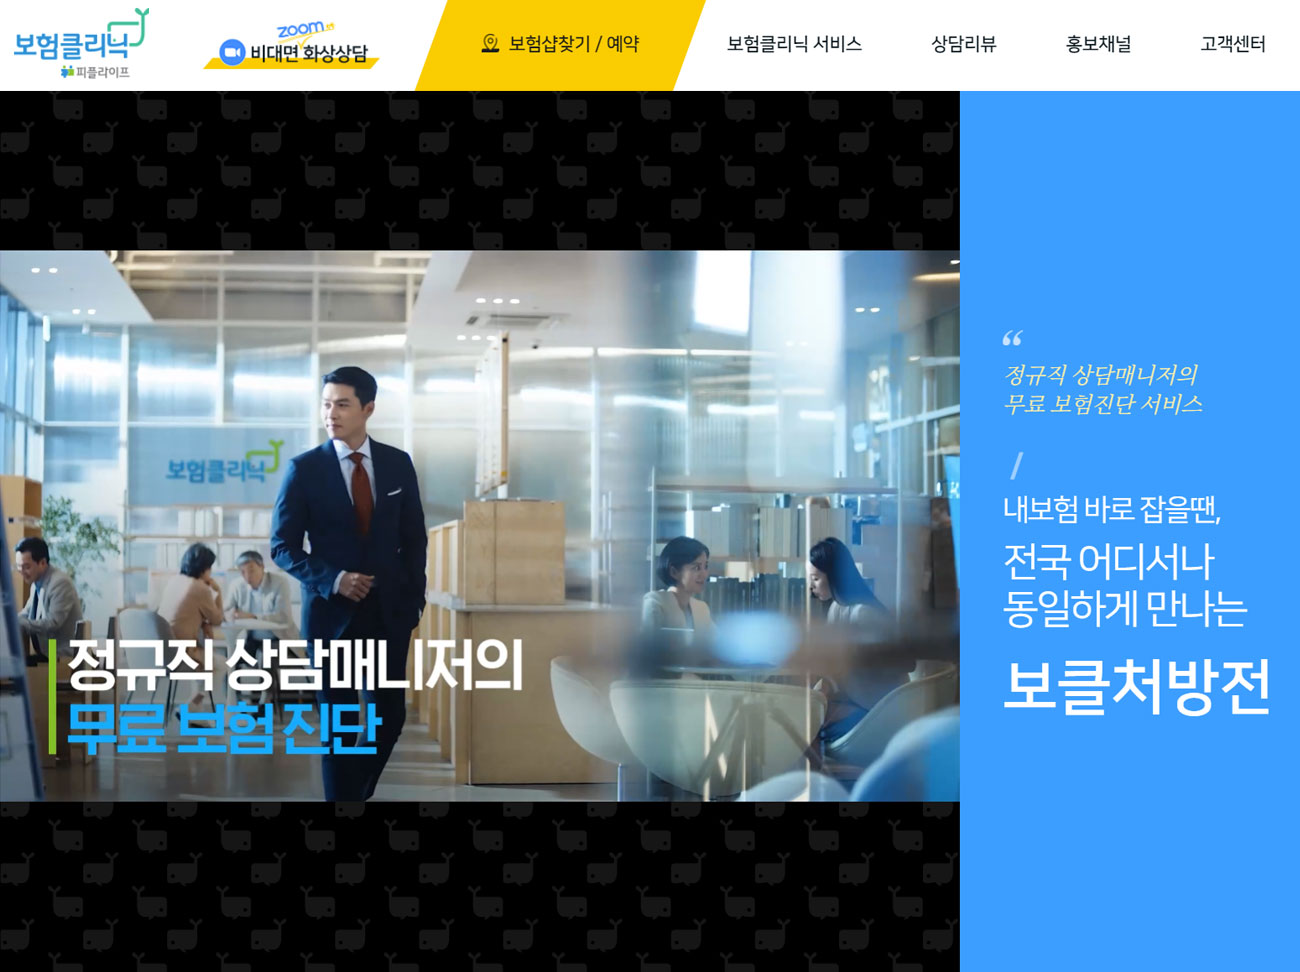 보험클리닉
피플라이프
zoom
비대면 화상상담
보험샵찾기 / 예약
보험클리닉 서비스
상담리뷰
홍보채널
고객센터
보험클리닉
정규직 상담매니저의
무료 보험 진단
“
정규직 상담매니저의
무료 보험진단 서비스
/
내보험 바로 잡을땐,
전국 어디서나
동일하게 만나는
보클처방전